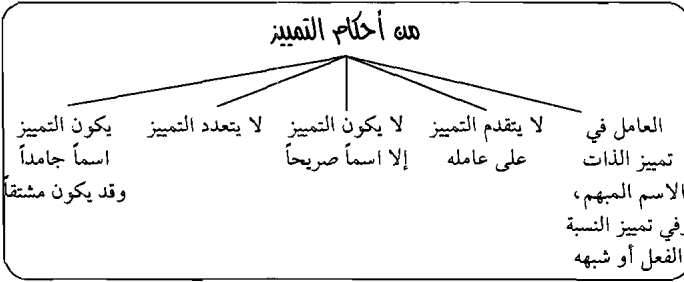 من أحكام التمييز
العامل في
تمييز الذات
الاسم المبهم،
وفي تمييز النسبة
الفعل أو شبهه
لا يتقدم التمييز
على عامله
لا يكون التمييز
إلا اسماً صريحاً
لا يتعدد التمييز
يكون التمييز
اسماً جامداً
وقد يكون مشتقاً